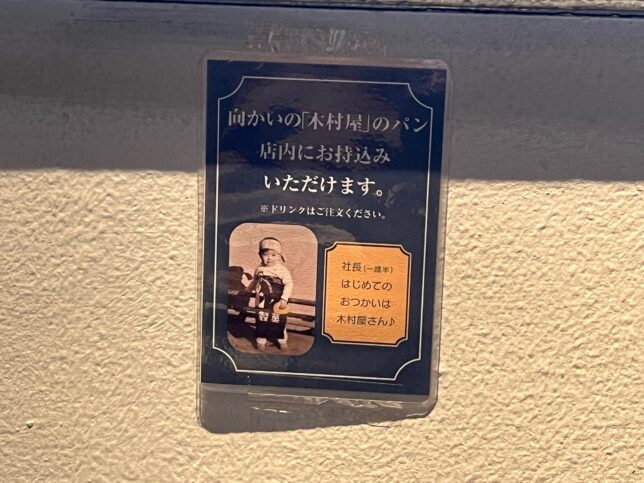 向かいの「木村屋」のパン
店内にお持込み
いただけます。
※ドリンクはご注文ください。
社長(一歳半)
はじめての
おつかいは
木村屋さん♪